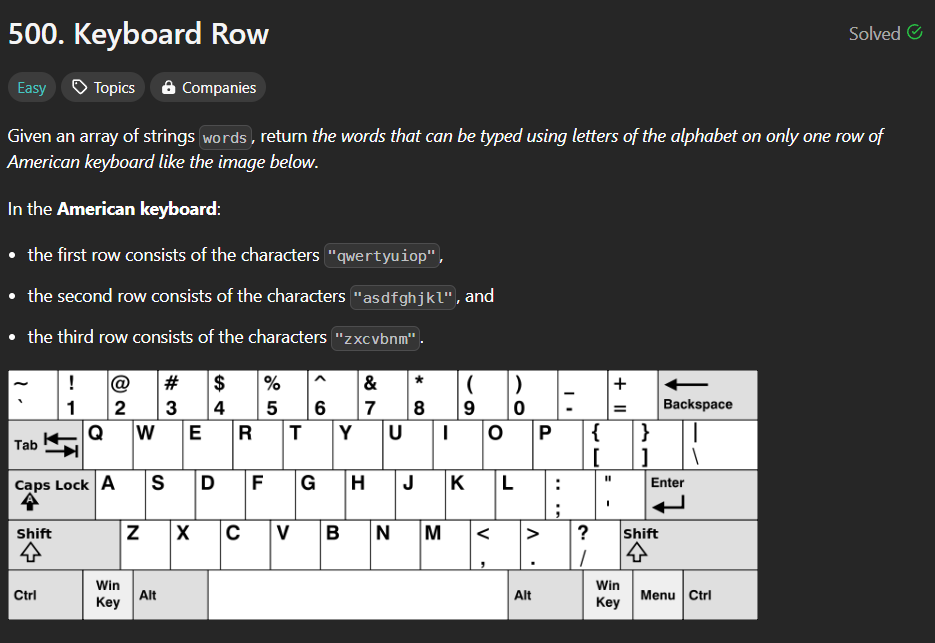 500. Keyboard Row
Solved
Easy
Topics
Companies
Given an array of strings words, return the words that can be typed using letters of the alphabet on only one row of
American keyboard like the image below.
In the American keyboard:
• the first row consists of the characters "qwertyuiop",
• the second row consists of the characters "asdfghjkl", and
• the third row consists of the characters "zxcvbnm".
~ ! @ # $ % ^ & * ( ) _ +
` 1 2 3 4 5 6 7 8 9 0 - = Backspace
Tab Q W E R T Y U I O P { } |
[ ] \
Caps Lock A S D F G H J K L : " Enter
A ; '
Shift Z X C V B N M < > ? Shift
, . /
Ctrl Win Key Alt Alt Win Key Menu Ctrl